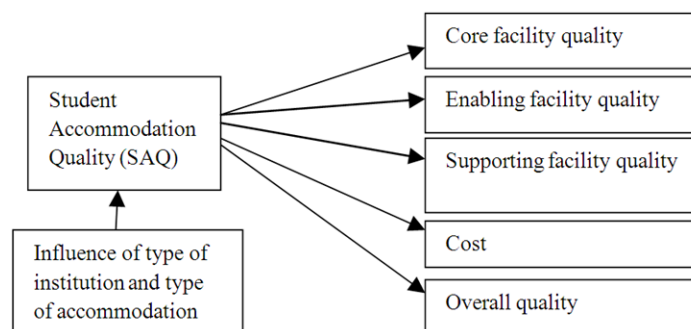 Core facility quality
Student
Accommodation
Quality (SAQ)
Enabling facility quality
Supporting facility quality
Influence of type of
institution and type
of accommodation
Cost
Overall quality